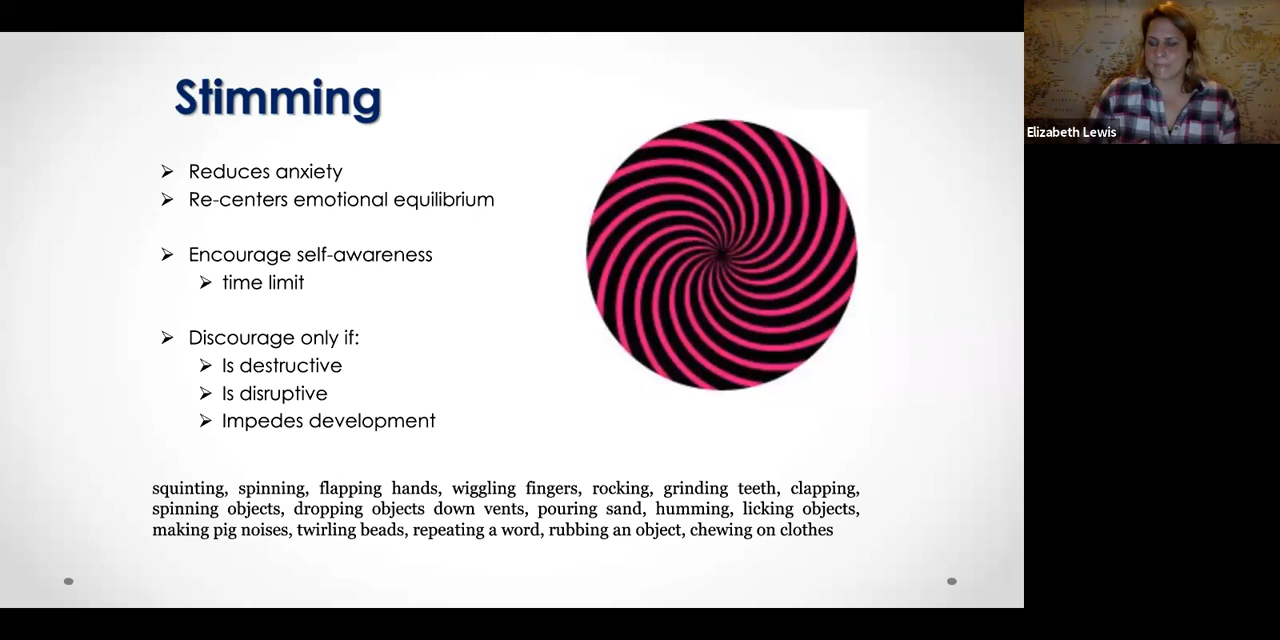 Stimming
➢ Reduces anxiety
➢ Re-centers emotional equilibrium
➢ Encourage self-awareness
➢ time limit
➢ Discourage only if:
➢ Is destructive
➢ Is disruptive
➢ Impedes development
squinting, spinning, flapping hands, wiggling fingers, rocking, grinding teeth, clapping,
spinning objects, dropping objects down vents, pouring sand, humming, licking objects,
making pig noises, twirling beads, repeating a word, rubbing an object, chewing on clothes
Elizabeth Lewis